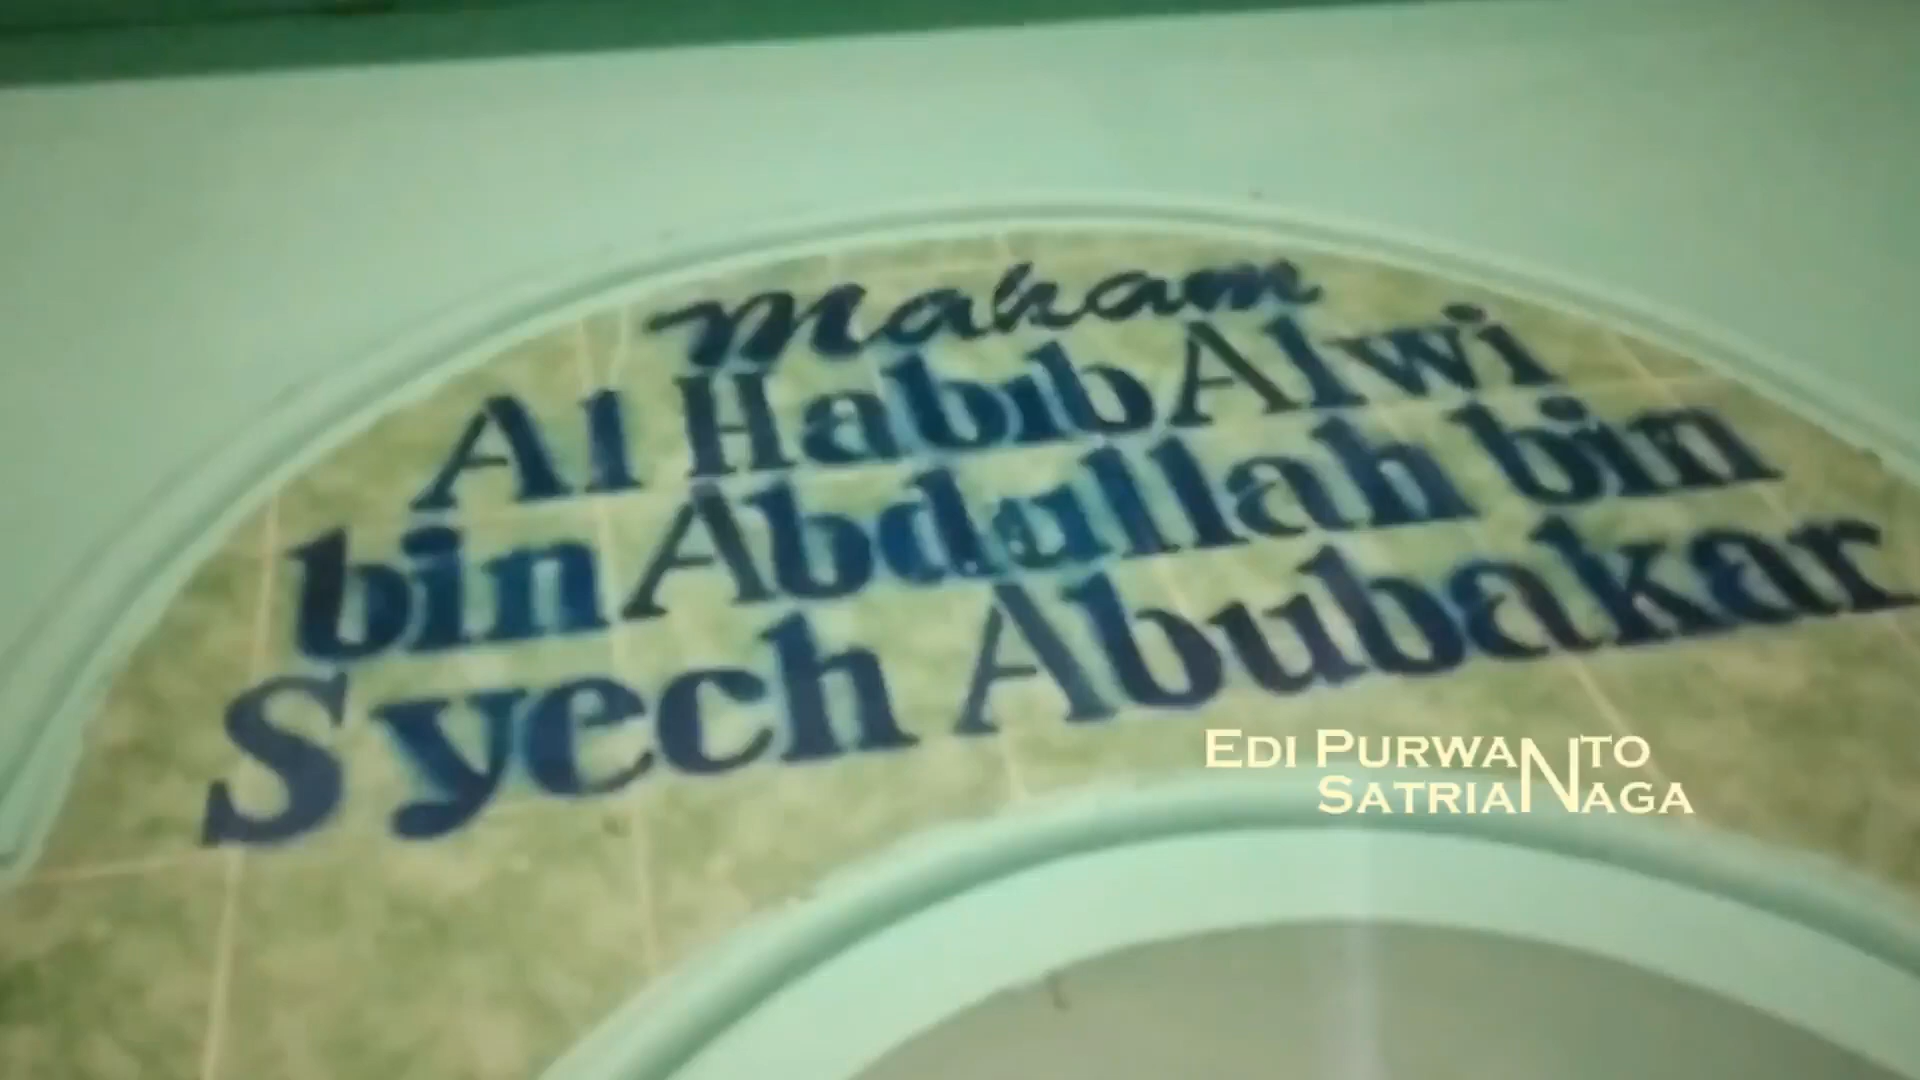 Makam
Al Habib Alwi
bin Abdullah bin
Syech Abubakar
EDI PURWANTO
SATRIANAGA